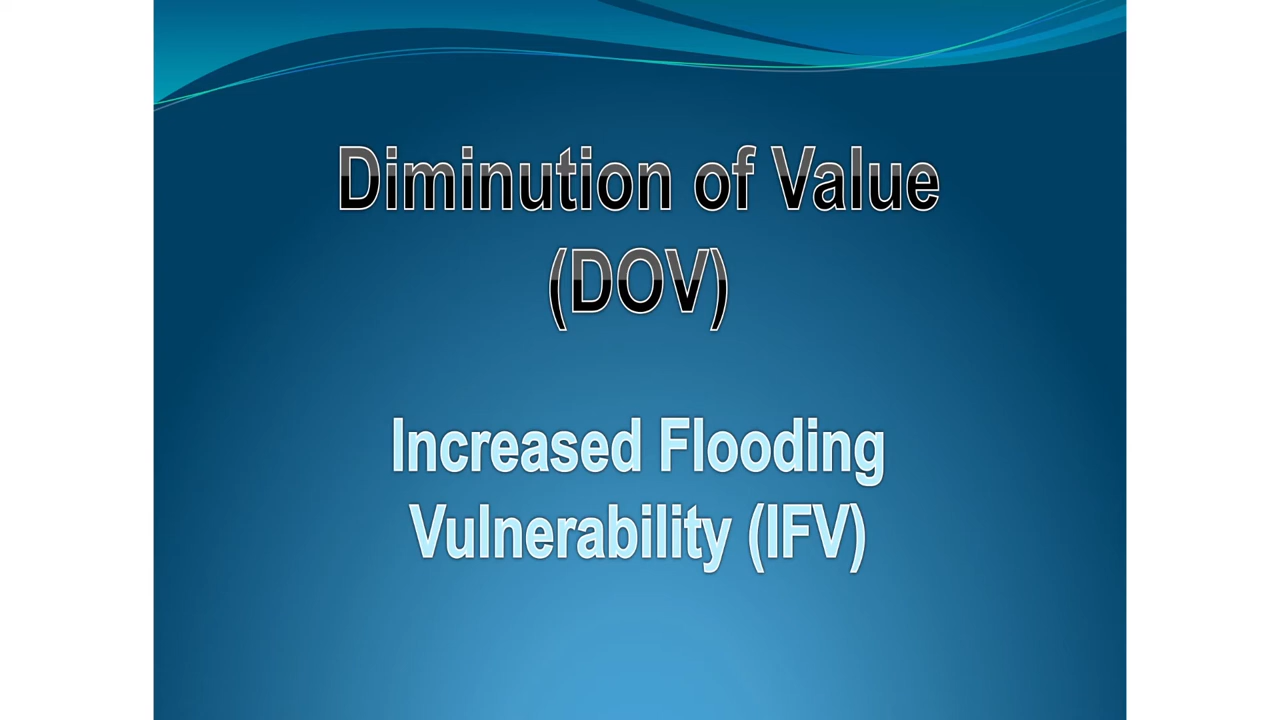 Diminution of Value
(DOV)
Increased Flooding
Vulnerability (IFV)